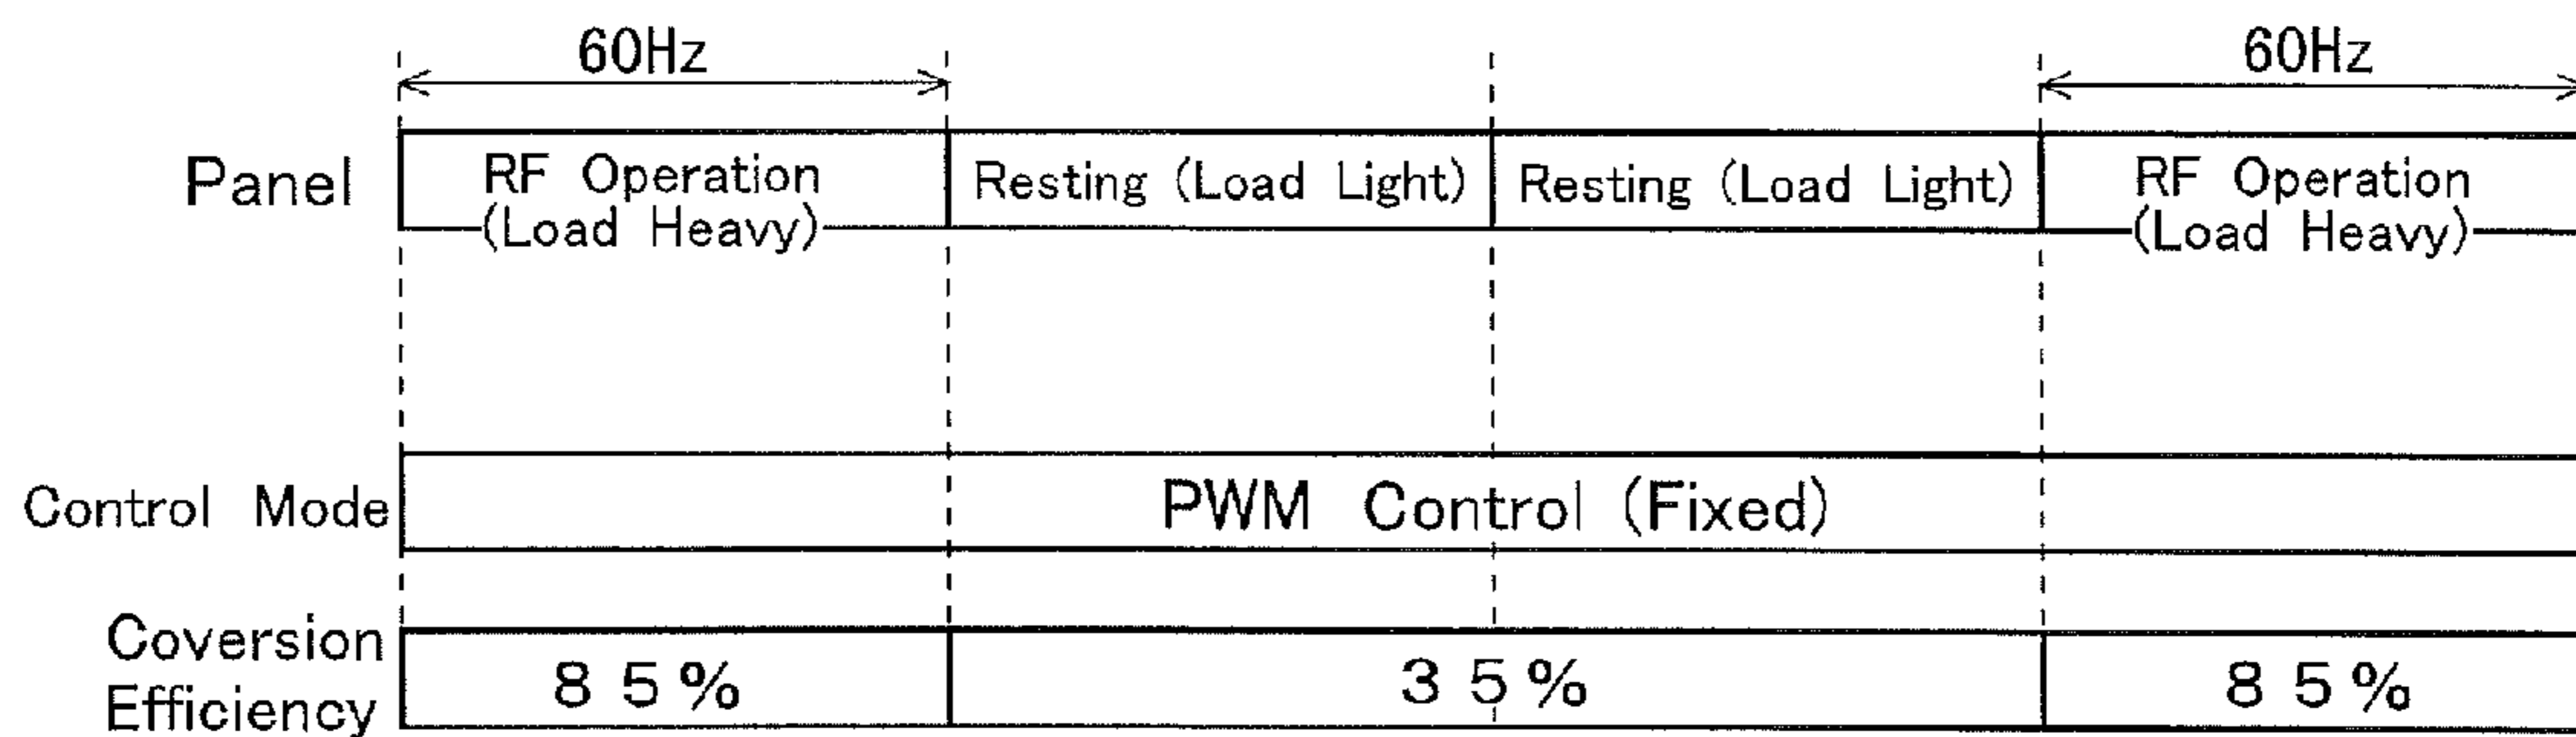 60Hz 60Hz
Panel RF Operation Resting (Load Light) Resting (Load Light) RF Operation
(Load Heavy) (Load Heavy)
Control Mode PWM Control (Fixed)
Coversion
Efficiency 85% 35% 85%